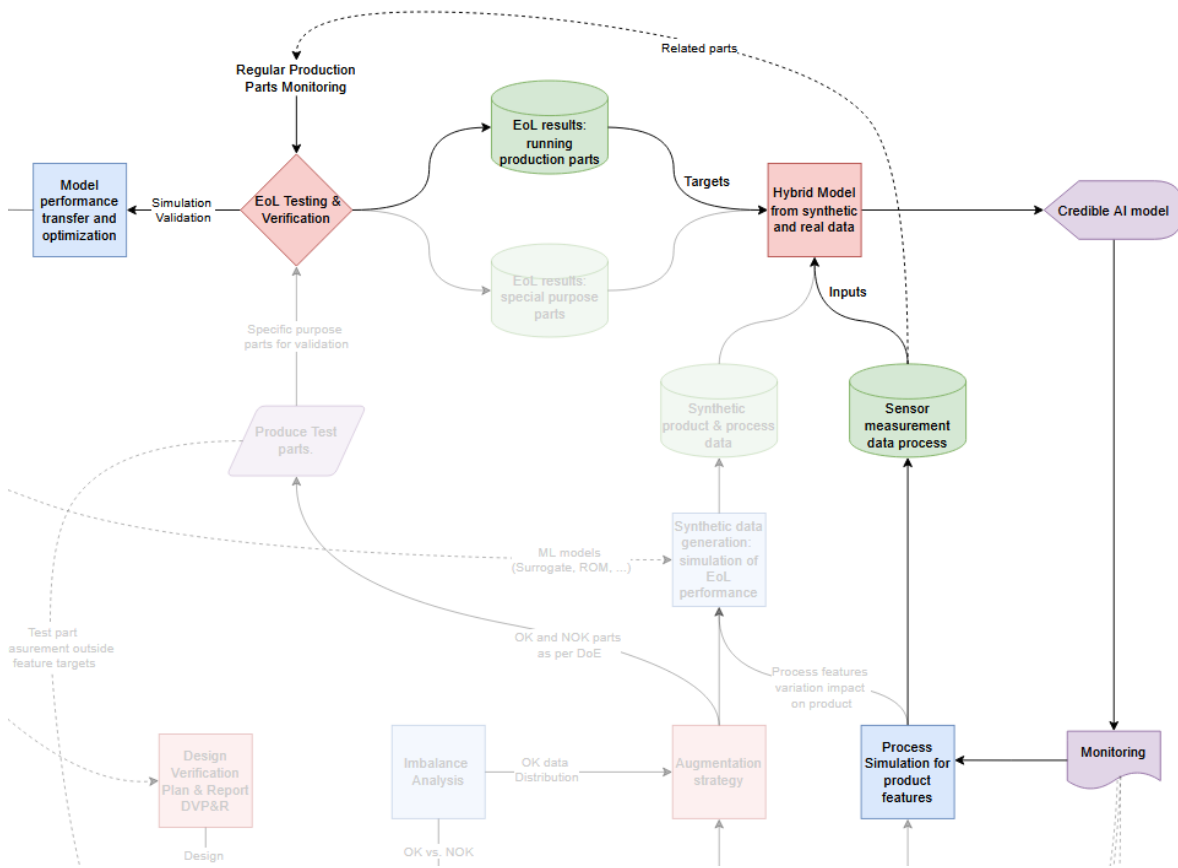 Related parts
Regular Production
Parts Monitoring
EoL results:
running
production parts
Model
performance
transfer and
optimization
Simulation
Validation
EoL Testing &
Verification
Targets
Hybrid Model
from synthetic
and real data
Credible AI model
EoL results:
special purpose
parts
Inputs
Specific purpose
parts for validation
Produce Test
parts.
Synthetic
product & process
data
Sensor
measurement
data process
ML models
(Surrogate, ROM, ...)
Synthetic data
generation:
simulation of
EoL
performance
Test part
asurement outside
feature targets
OK and NOK parts
as per DoE
Process features
variation impact
on product
Design
Verification
Plan & Report
DVP&R
Imbalance
Analysis
OK data
Distribution
Augmentation
strategy
Process
Simulation for
product
features
Monitoring
Design
OK vs. NOK